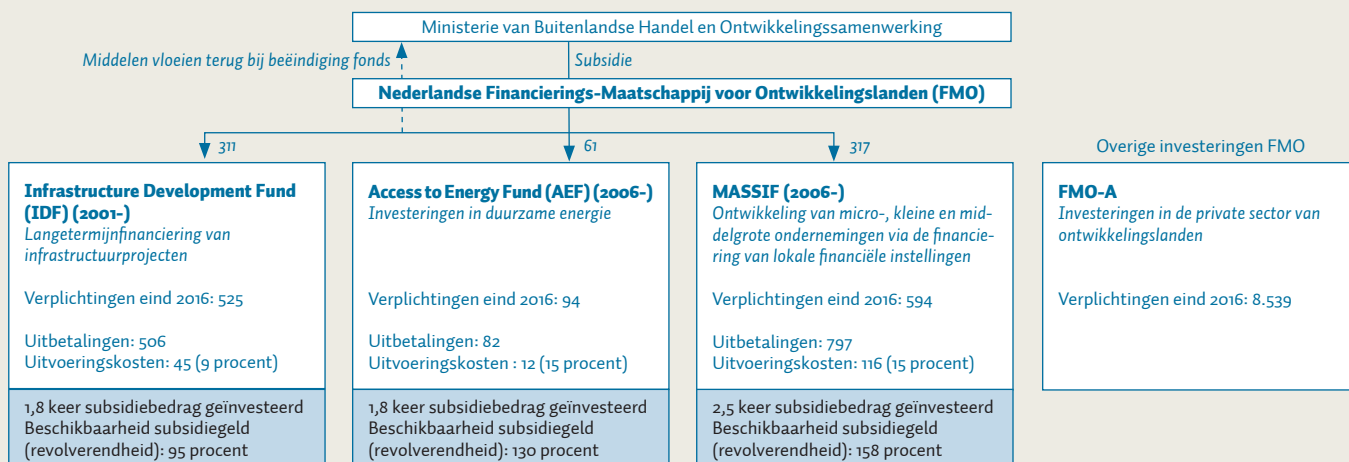 Ministerie van Buitenlandse Handel en Ontwikkelingssamenwerking
Middelen vloeien terug bij beëindiging fonds
Subsidie
Nederlandse Financierings-Maatschappij voor Ontwikkelingslanden (FMO)
311
61
317
Overige investeringen FMO
Infrastructure Development Fund
(IDF) (2001-)
Langetermijnfinanciering van
infrastructuurprojecten
Verplichtingen eind 2016: 525
Uitbetalingen: 506
Uitvoeringskosten: 45 (9 procent)
1,8 keer subsidiebedrag geïnvesteerd
Beschikbaarheid subsidiegeld
(revolverendheid): 95 procent
Access to Energy Fund (AEF) (2006-)
Investeringen in duurzame energie
Verplichtingen eind 2016: 94
Uitbetalingen: 82
Uitvoeringskosten : 12 (15 procent)
1,8 keer subsidiebedrag geïnvesteerd
Beschikbaarheid subsidiegeld
(revolverendheid): 130 procent
MASSIF (2006-)
Ontwikkeling van micro-, kleine en mid-
delgrote ondernemingen via de financie-
ring van lokale financiële instellingen
Verplichtingen eind 2016: 594
Uitbetalingen: 797
Uitvoeringskosten: 116 (15 procent)
2,5 keer subsidiebedrag geïnvesteerd
Beschikbaarheid subsidiegeld
(revolverendheid): 158 procent
FMO-A
Investeringen in de private sector van
ontwikkelingslanden
Verplichtingen eind 2016: 8.539